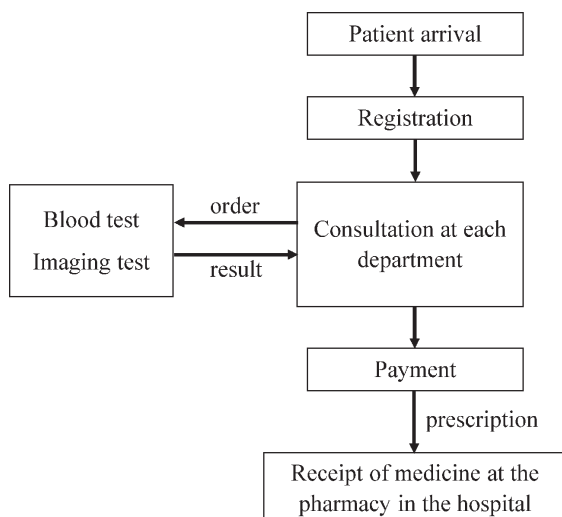 Patient arrival
Registration
order
Blood test
Imaging test
result
Consultation at each
department
Payment
prescription
Receipt of medicine at the
pharmacy in the hospital